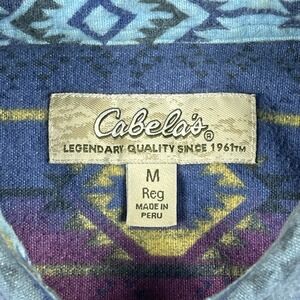 Cabela's®
LEGENDARY QUALITY SINCE 1961™
M
Reg
MADE IN
PERU